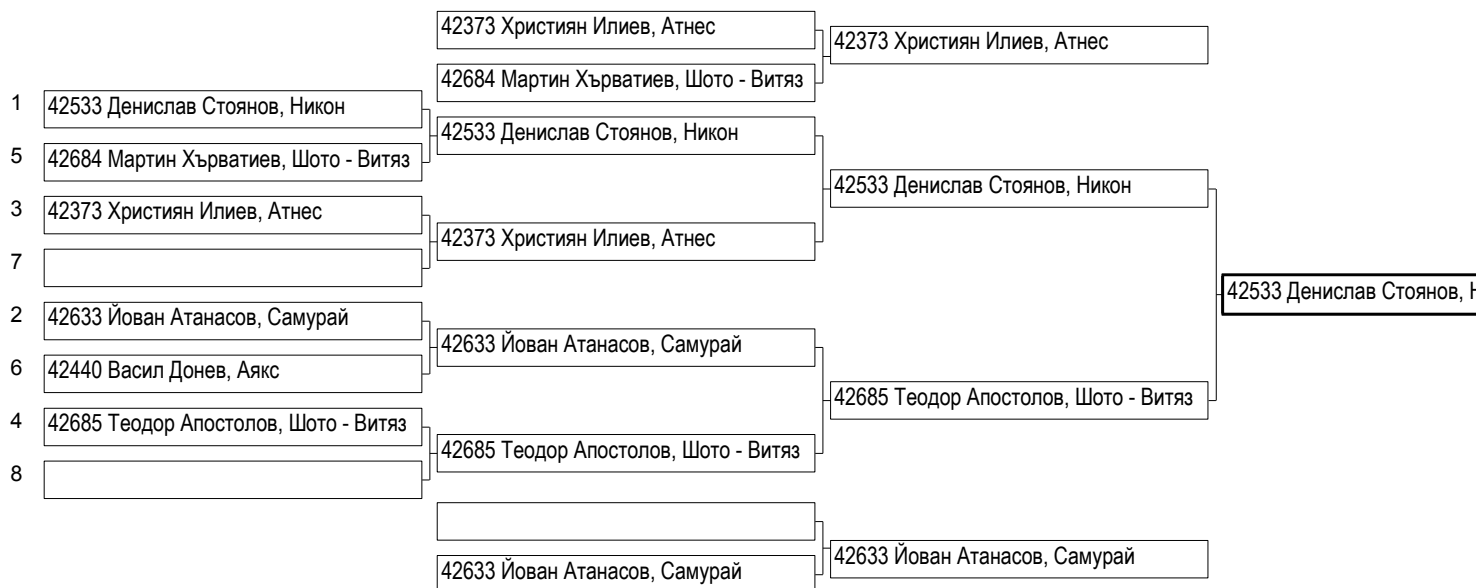 42373 Християн Илиев, Атнес
42373 Християн Илиев, Атнес
42684 Мартин Хърватиев, Шото - Витяз
1 42533 Денислав Стоянов, Никон
42533 Денислав Стоянов, Никон
5 42684 Мартин Хърватиев, Шото - Витяз
42533 Денислав Стоянов, Никон
3 42373 Християн Илиев, Атнес
42373 Християн Илиев, Атнес
7
42533 Денислав Стоянов,
2 42633 Йован Атанасов, Самурай
42633 Йован Атанасов, Самурай
6 42440 Васил Донев, Аякс
42685 Теодор Апостолов, Шото - Витяз
4 42685 Теодор Апостолов, Шото - Витяз
42685 Теодор Апостолов, Шото - Витяз
8
42633 Йован Атанасов, Самурай
42633 Йован Атанасов, Самурай